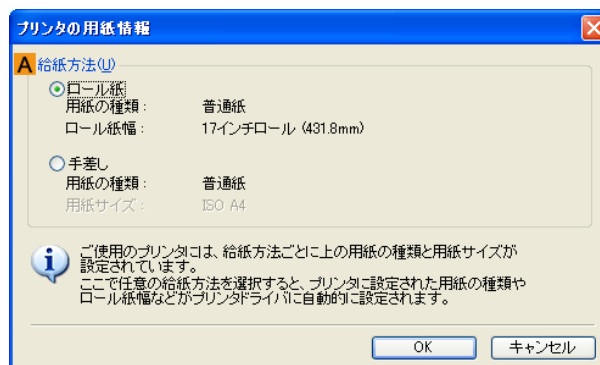 プリンタの用紙情報
A 給紙方法(U)
ロール紙
用紙の種類： 普通紙
ロール紙幅： 17インチロール (431.8mm)
手差し
用紙の種類： 普通紙
用紙サイズ： ISO A4
ご使用のプリンタには、給紙方法ごとに上の用紙の種類と用紙サイズが
設定されています。
ここで任意の給紙方法を選択すると、プリンタに設定された用紙の種類や
ロール紙幅などがプリンタドライバに自動的に設定されます。
OK キャンセル